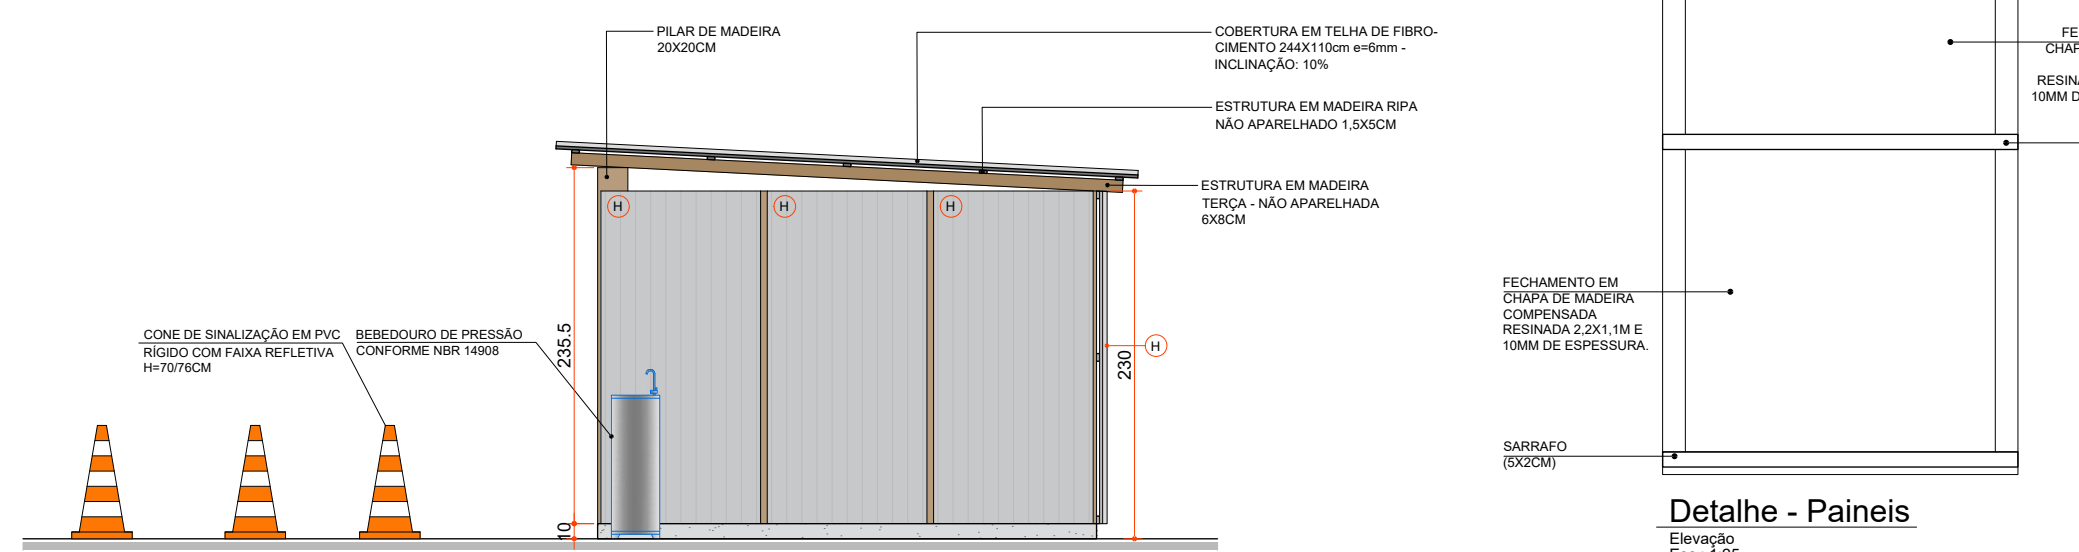 PILAR DE MADEIRA
20X20CM
COBERTURA EM TELHA DE FIBRO-
CIMENTO 244X110cm e=6mm -
INCLINAÇÃO: 10%
ESTRUTURA EM MADEIRA RIPA
NÃO APARELHADO 1,5X5CM
ESTRUTURA EM MADEIRA
TERÇA - NÃO APARELHADA
6X8CM
H
H
H
H
235.5
230
10
CONE DE SINALIZAÇÃO EM PVC
RÍGIDO COM FAIXA REFLETIVA
H=70/76CM
BEBEDOURO DE PRESSÃO
CONFORME NBR 14908
FE
CHAP
RESINA
10MM D
FECHAMENTO EM
CHAPA DE MADEIRA
COMPENSADA
RESINADA 2,2X1,1M E
10MM DE ESPESSURA.
SARRAFO
(5X2CM)
Detalhe - Paineis
Elevação